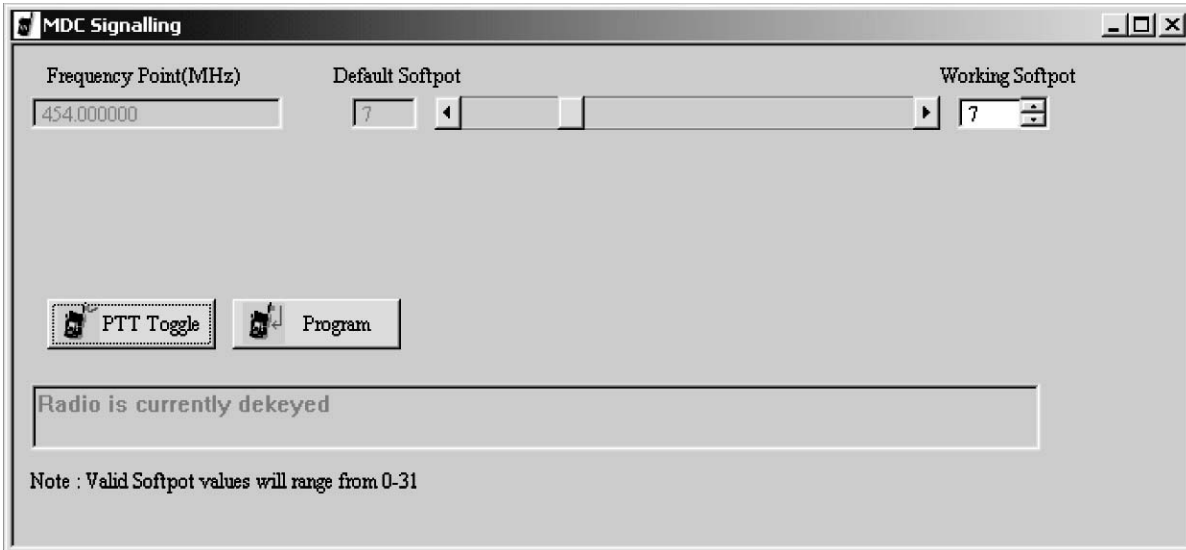 MDC Signalling
Frequency Point(MHz) Default Softpot Working Softpot
454.000000 7 7
PTT Toggle Program
Radio is currently dekeyed
Note : Valid Softpot values will range from 0-31